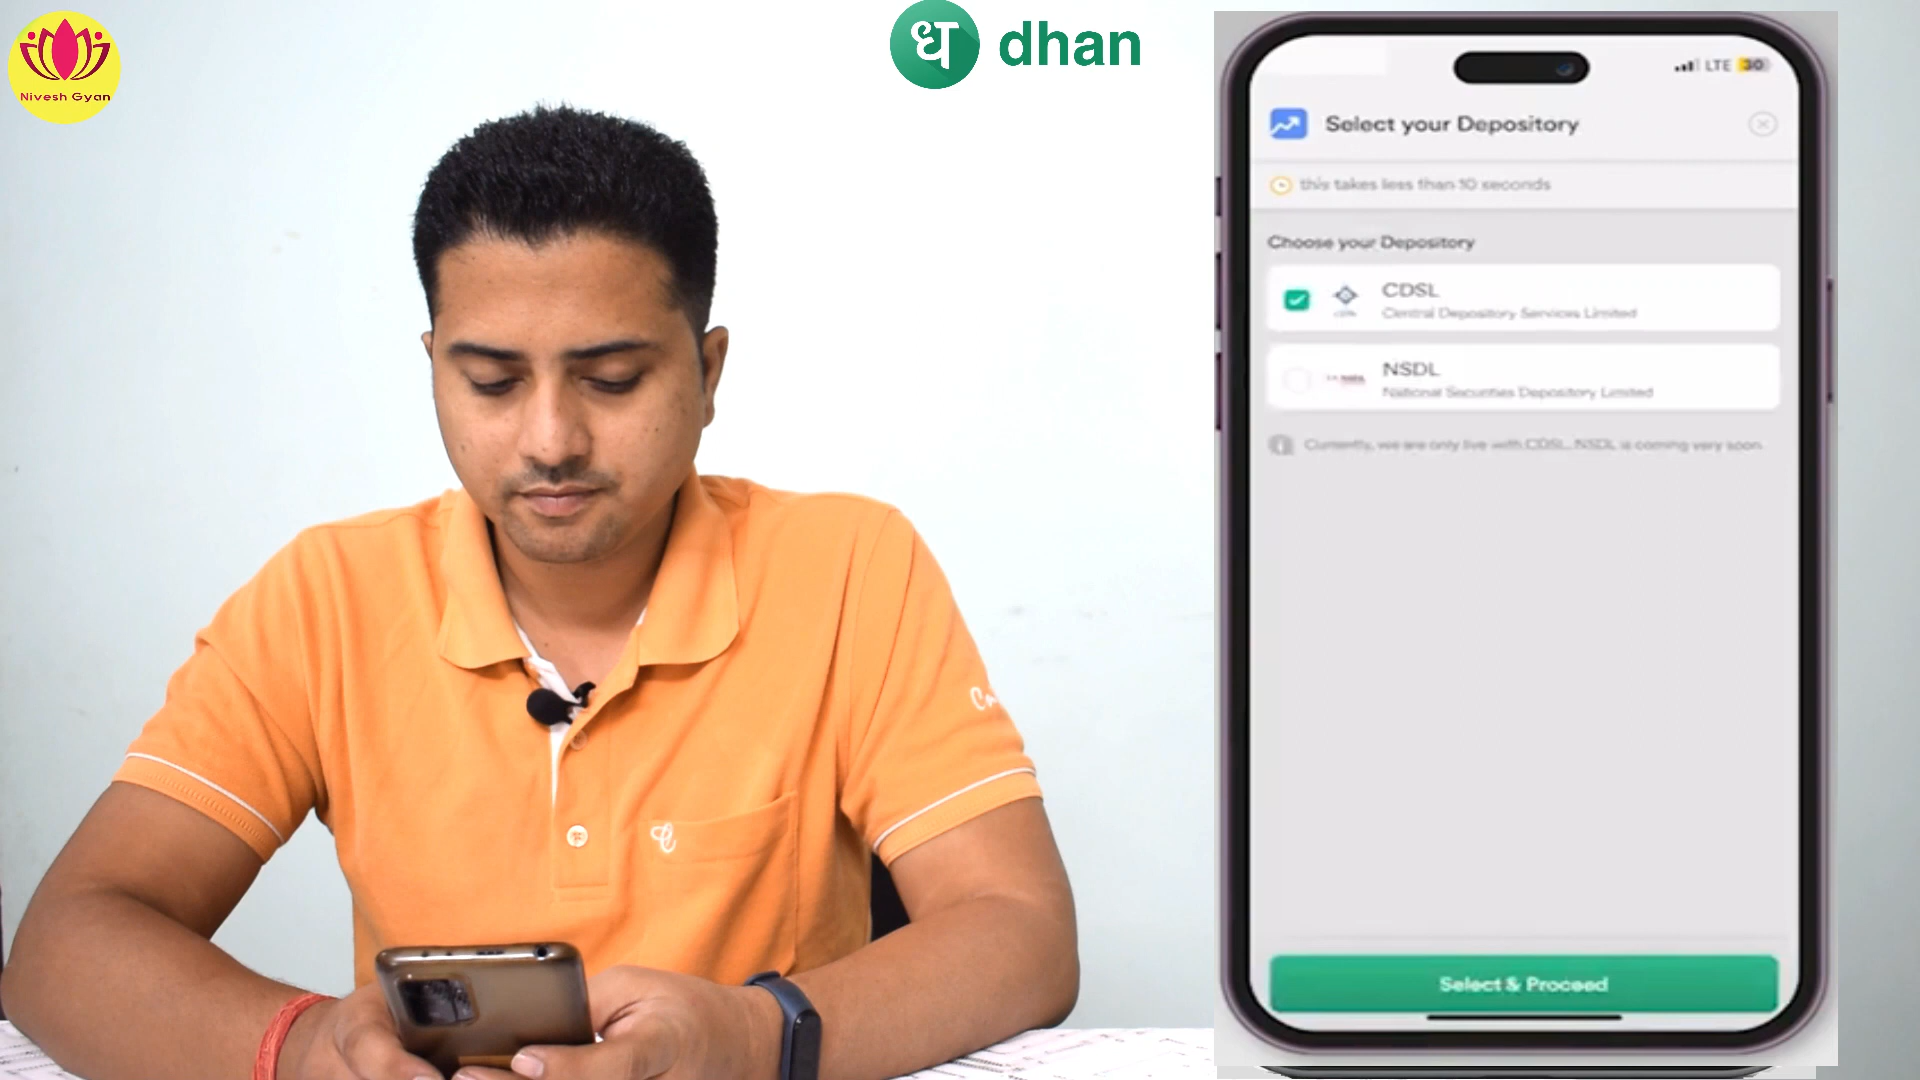 Nivesh Gyan
ध dhan
LTE 30
Select your Depository
this takes less than 10 seconds
Choose your Depository
CDSL
Central Depository Services Limited
NSDL
National Securities Depository Limited
Currently, we are only live with CDSL. NSDL is coming very soon.
Select & Proceed